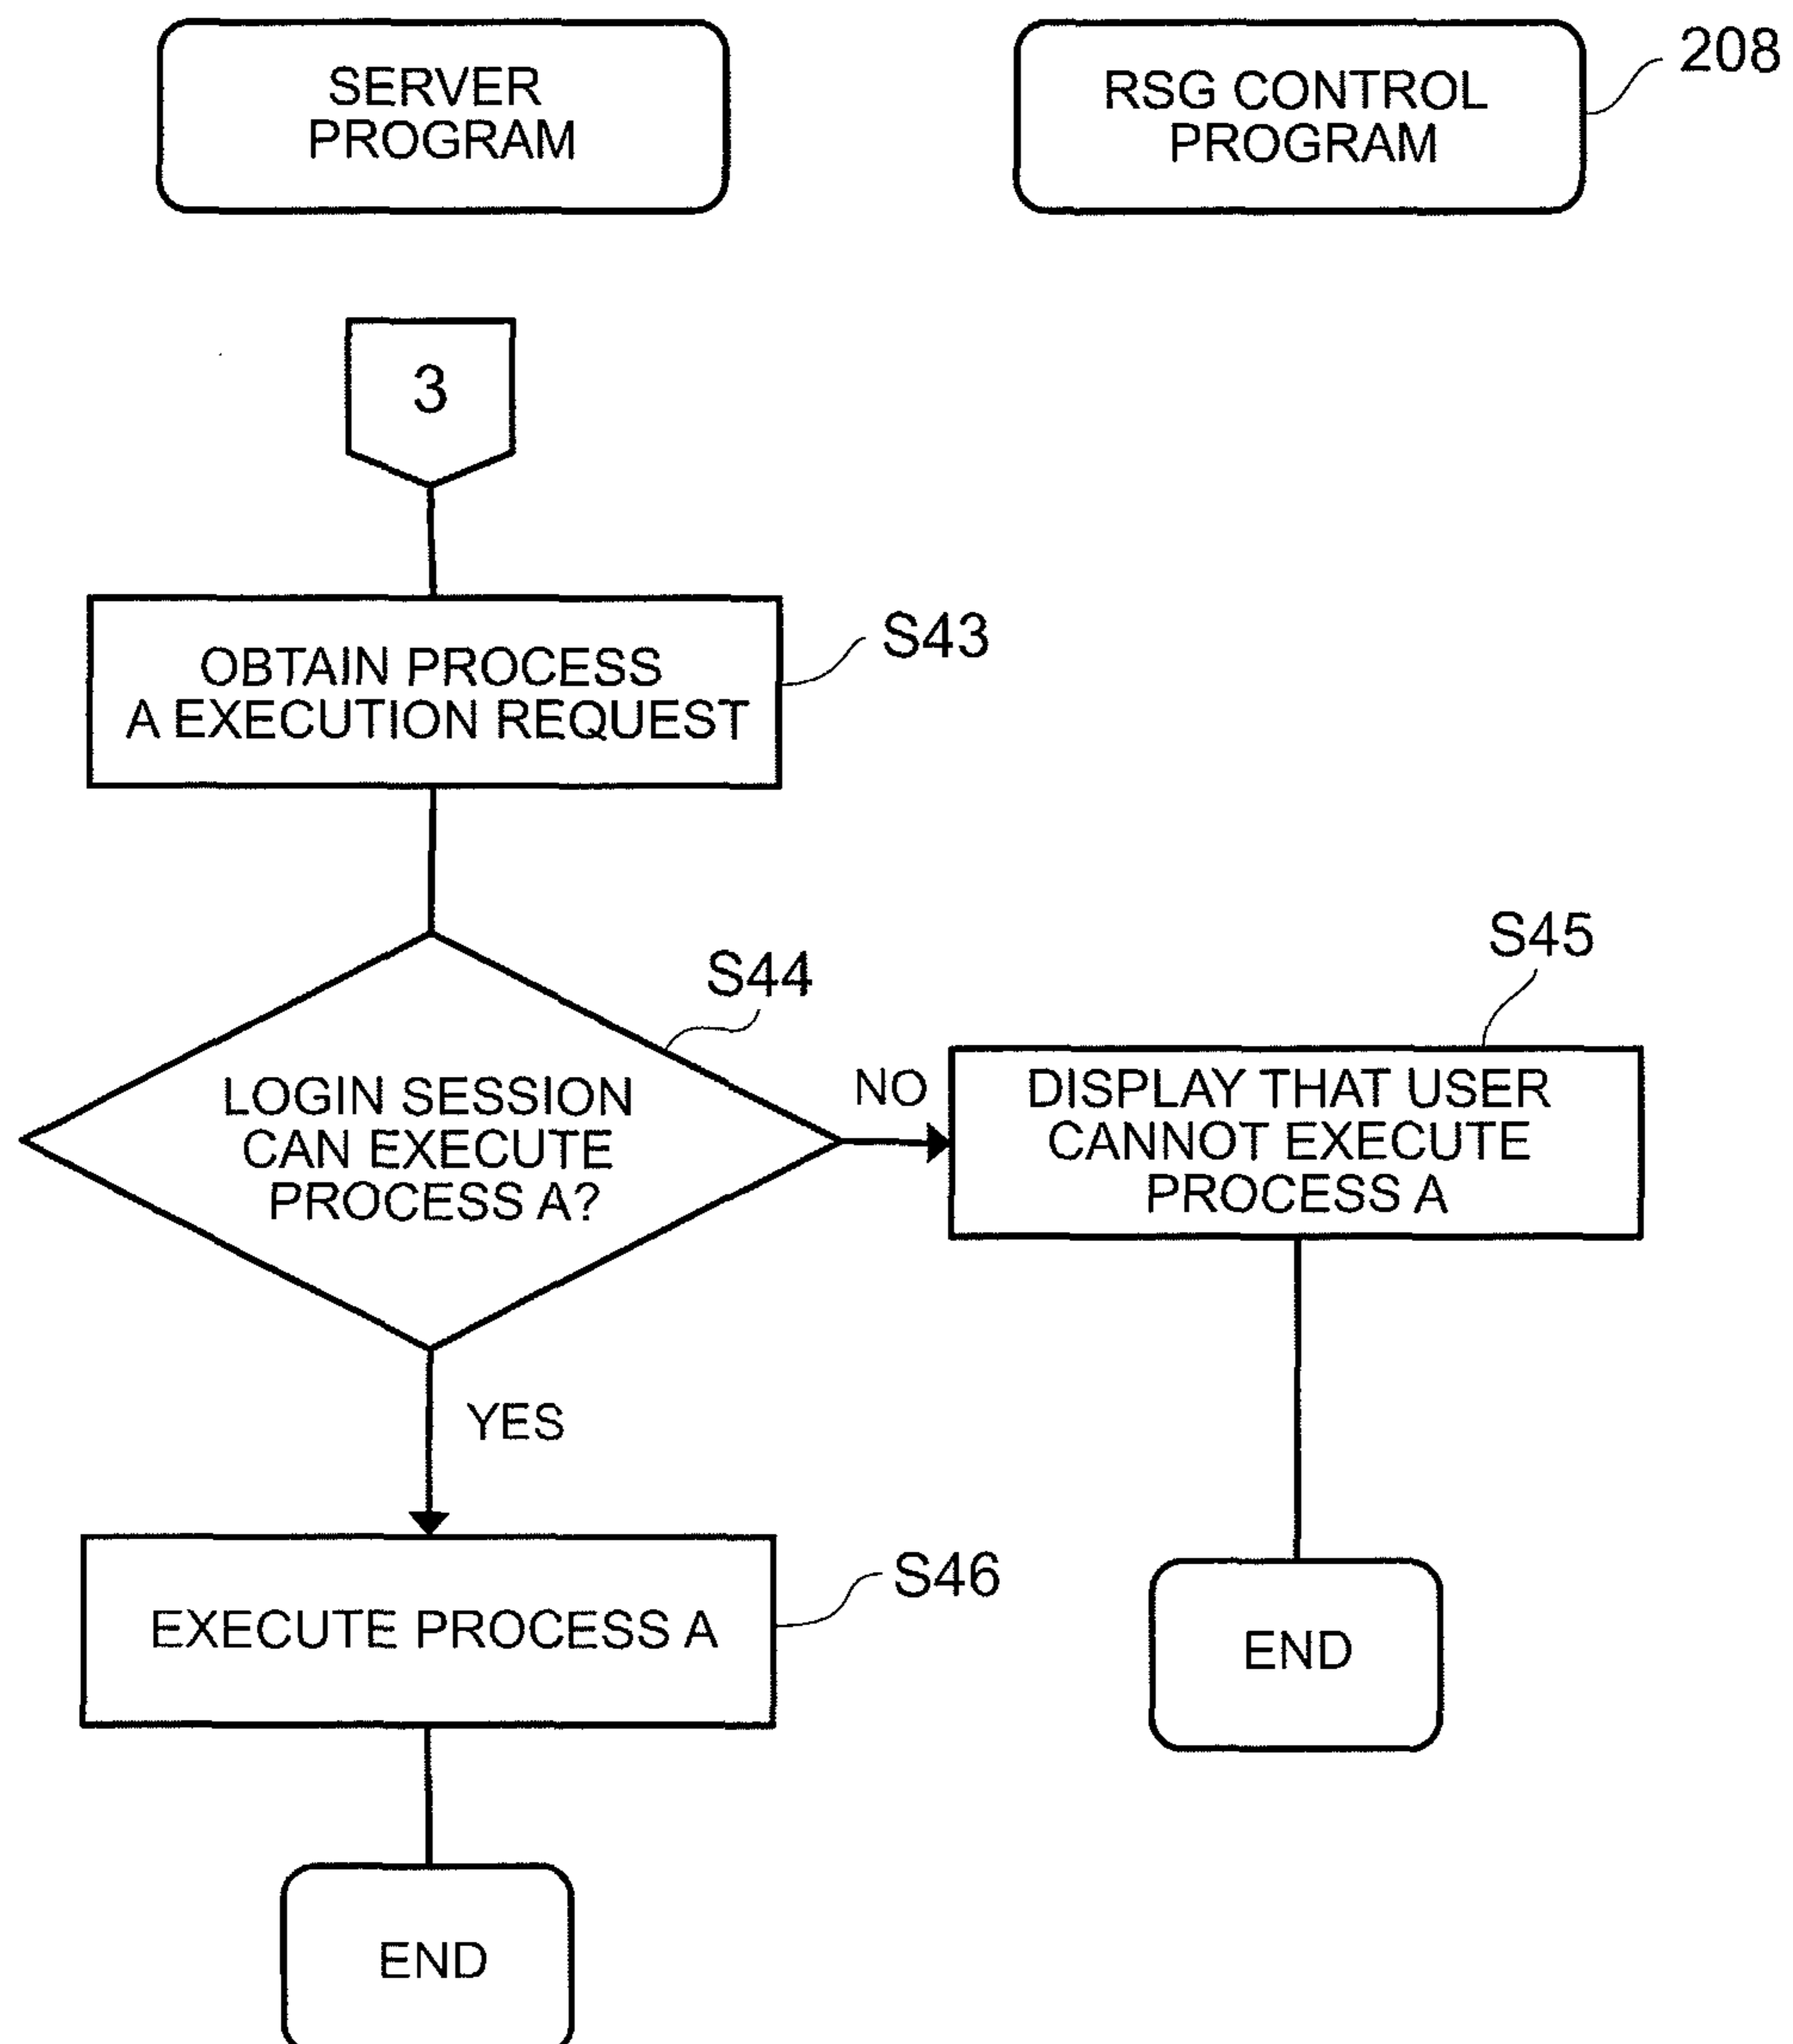 SERVER
PROGRAM
RSG CONTROL
PROGRAM
208
3
OBTAIN PROCESS
A EXECUTION REQUEST
S43
LOGIN SESSION
CAN EXECUTE
PROCESS A?
S44
NO
DISPLAY THAT USER
CANNOT EXECUTE
PROCESS A
S45
YES
EXECUTE PROCESS A
S46
END
END